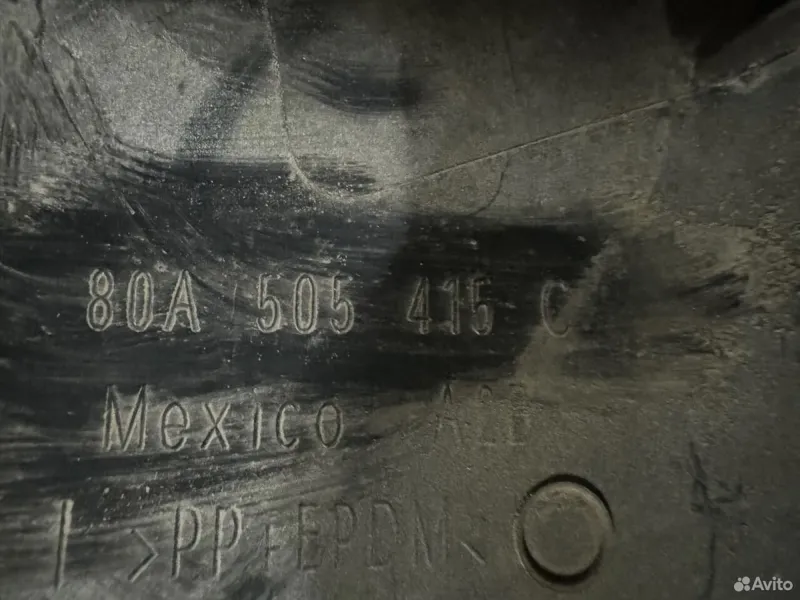 80A 505 415 C
Mexico
>PP+EPDM<
Avito